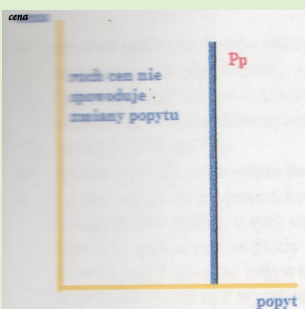 cena
Pp
ruch cen nie
spowoduje
zmiany popytu
popyt